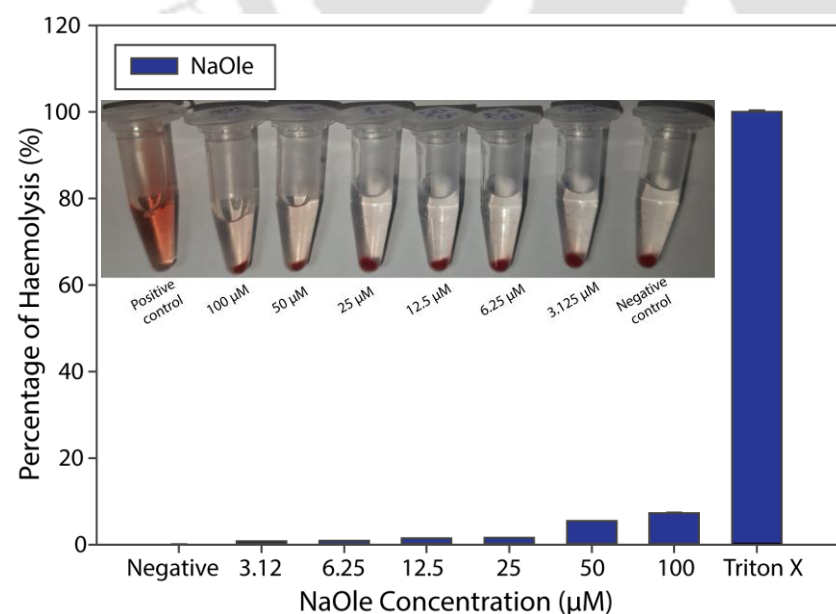 120
100
80
60
40
20
0
Percentage of Haemolysis (%)
NaOle
Positive
control
100 μM
50 μM
25 μM
12.5 μM
6.25 μM
3.125 μM
Negative
control
Negative 3.12 6.25 12.5 25 50 100 Triton X
NaOle Concentration (μM)